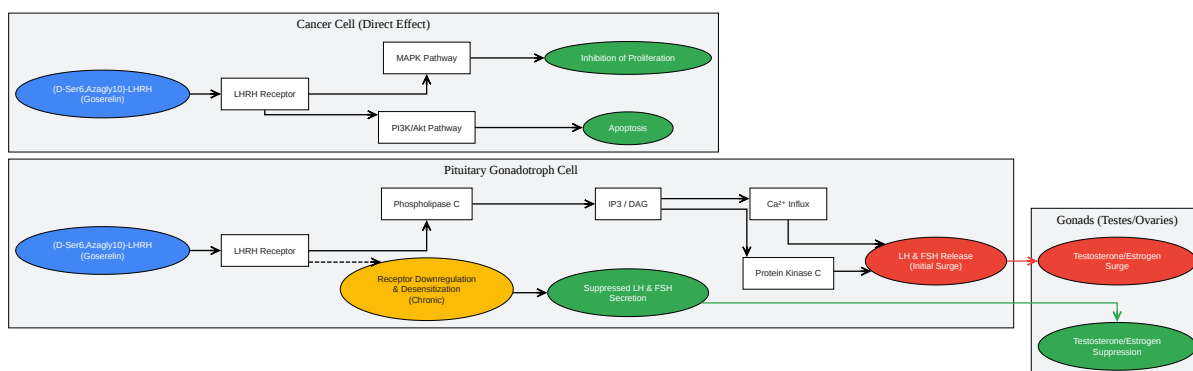 Cancer Cell (Direct Effect)
MAPK Pathway
Inhibition of Proliferation
(D-Ser6,Azagly10)-LHRH
(Goserelin)
LHRH Receptor
PI3K/Akt Pathway
Apoptosis
Pituitary Gonadotroph Cell
Phospholipase C
IP3 / DAG
Ca²⁺ Influx
(D-Ser6,Azagly10)-LHRH
(Goserelin)
LHRH Receptor
Receptor Downregulation
& Desensitization
(Chronic)
Suppressed LH & FSH
Secretion
Protein Kinase C
LH & FSH Release
(Initial Surge)
Gonads (Testes/Ovaries)
Testosterone/Estrogen
Surge
Testosterone/Estrogen
Suppression